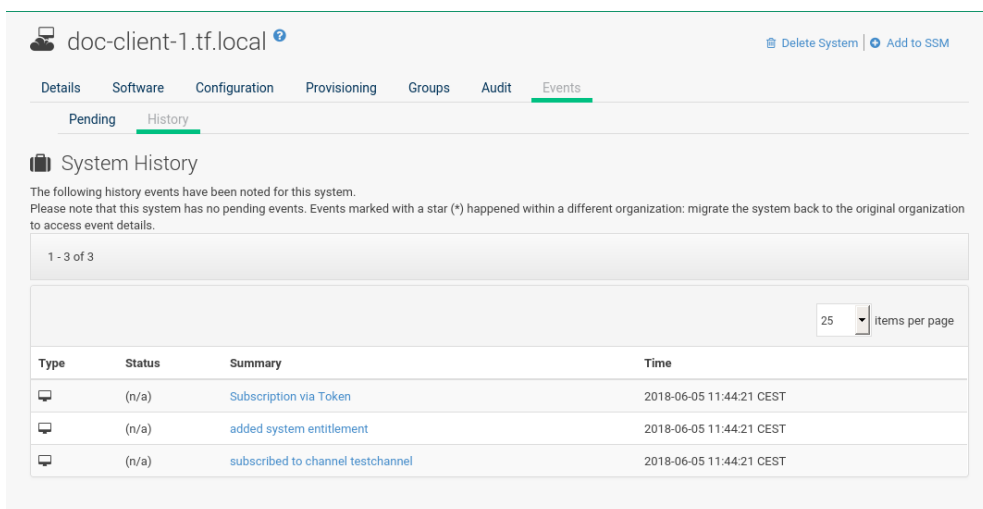 doc-client-1.tf.local ?
Delete System | Add to SSM
Details Software Configuration Provisioning Groups Audit Events
Pending History
System History
The following history events have been noted for this system.
Please note that this system has no pending events. Events marked with a star (*) happened within a different organization: migrate the system back to the original organization
to access event details.
1 - 3 of 3
25 items per page
Type Status Summary Time
(n/a) Subscription via Token 2018-06-05 11:44:21 CEST
(n/a) added system entitlement 2018-06-05 11:44:21 CEST
(n/a) subscribed to channel testchannel 2018-06-05 11:44:21 CEST